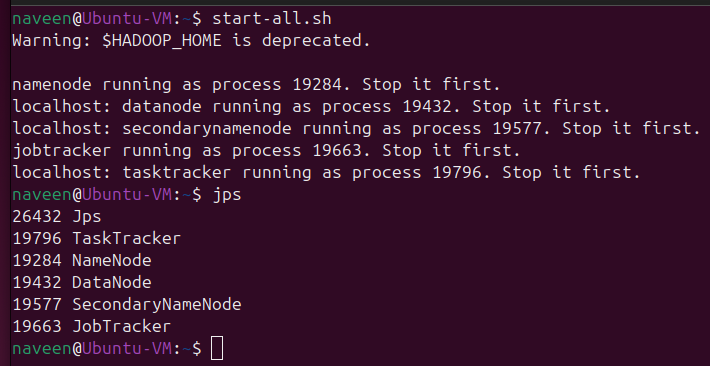 naveen@Ubuntu-VM:~$ start-all.sh
Warning: $HADOOP_HOME is deprecated.

namenode running as process 19284. Stop it first.
localhost: datanode running as process 19432. Stop it first.
localhost: secondarynamenode running as process 19577. Stop it first.
jobtracker running as process 19663. Stop it first.
localhost: tasktracker running as process 19796. Stop it first.
naveen@Ubuntu-VM:~$ jps
26432 Jps
19796 TaskTracker
19284 NameNode
19432 DataNode
19577 SecondaryNameNode
19663 JobTracker
naveen@Ubuntu-VM:~$